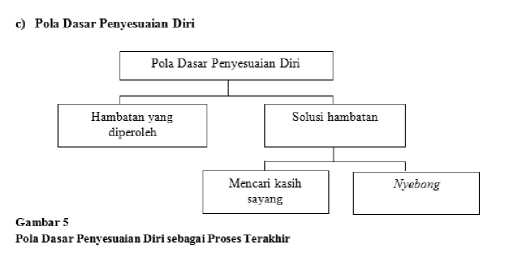 c) Pola Dasar Penyesuaian Diri
Pola Dasar Penyesuaian Diri
Hambatan yang
diperoleh
Solusi hambatan
Mencari kasih
sayang
Nyebong
Gambar 5
Pola Dasar Penyesuaian Diri sebagai Proses Terakhir